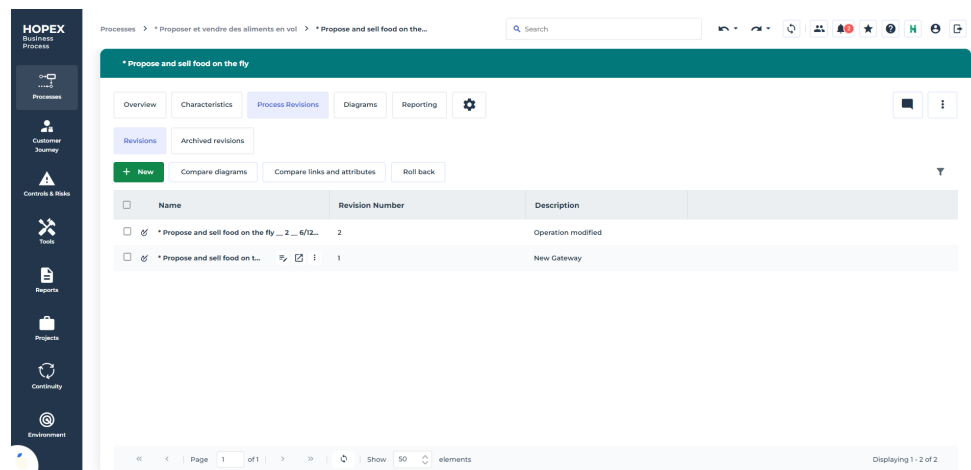 HOPEX
Business
Process
Processes > * Proposer et vendre des aliments en vol > * Propose and sell food on the...
Search
2
H
* Propose and sell food on the fly
Processes
Customer
Journey
Controls & Risks
Tools
Reports
Projects
Continuity
Environment
Overview Characteristics Process Revisions Diagrams Reporting
Revisions Archived revisions
+ New Compare diagrams Compare links and attributes Roll back
Name Revision Number Description
* Propose and sell food on the fly __ 2 __ 6/12... 2 Operation modified
* Propose and sell food on t... 1 New Gateway
Page 1 of 1 Show 50 elements Displaying 1 - 2 of 2